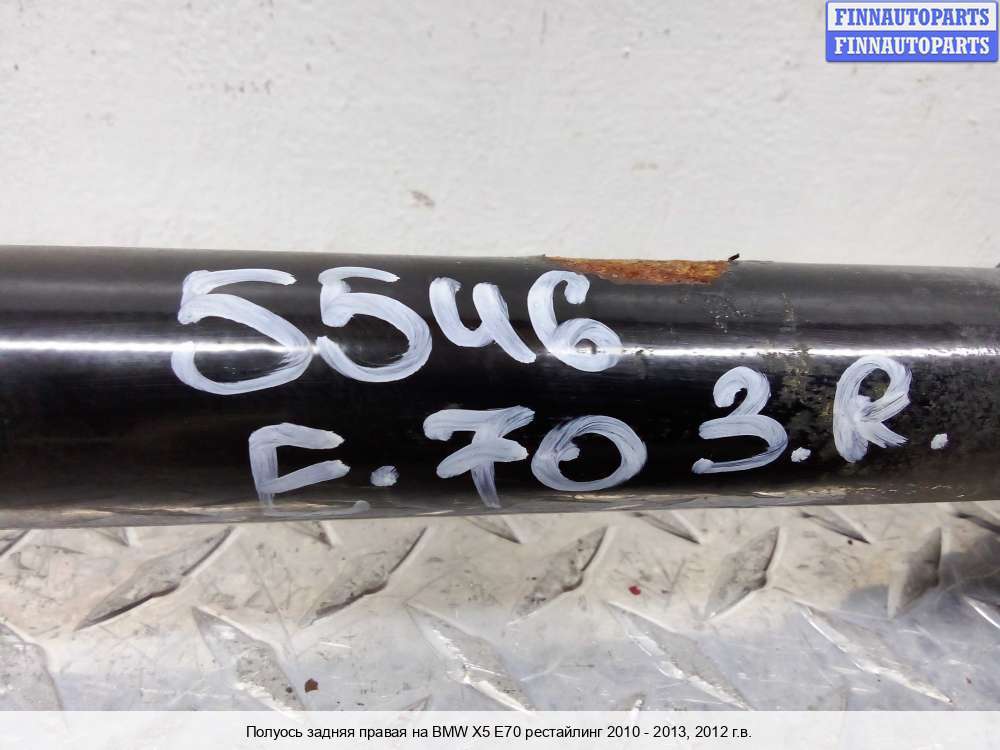 FINNAUTOPARTS
FINNAUTOPARTS
5546
E.70 3.R.
Полуось задняя правая на BMW X5 E70 рестайлинг 2010 - 2013, 2012 г.в.